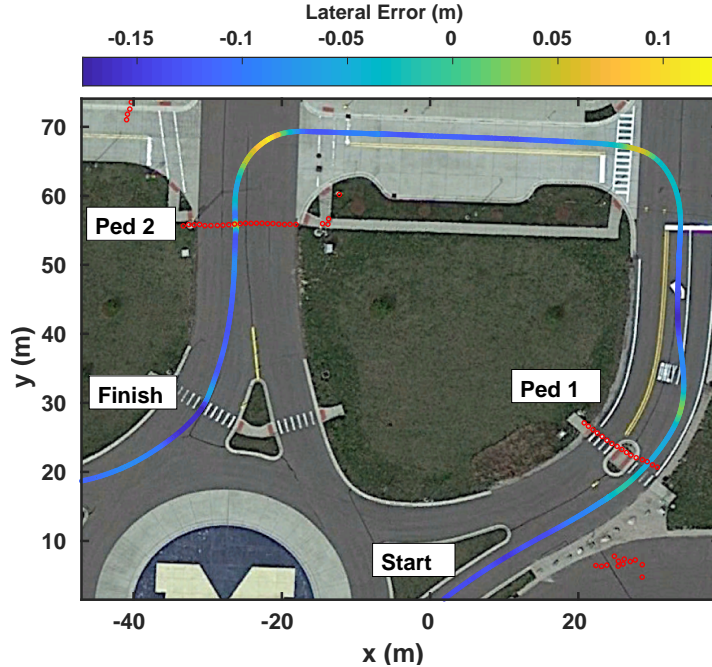 Lateral Error (m)
-0.15 -0.1 -0.05 0 0.05 0.1
70
60
Ped 2
50
y (m)
40
Ped 1
Finish
30
20
10
Start
M
-40 -20 0 20
x (m)